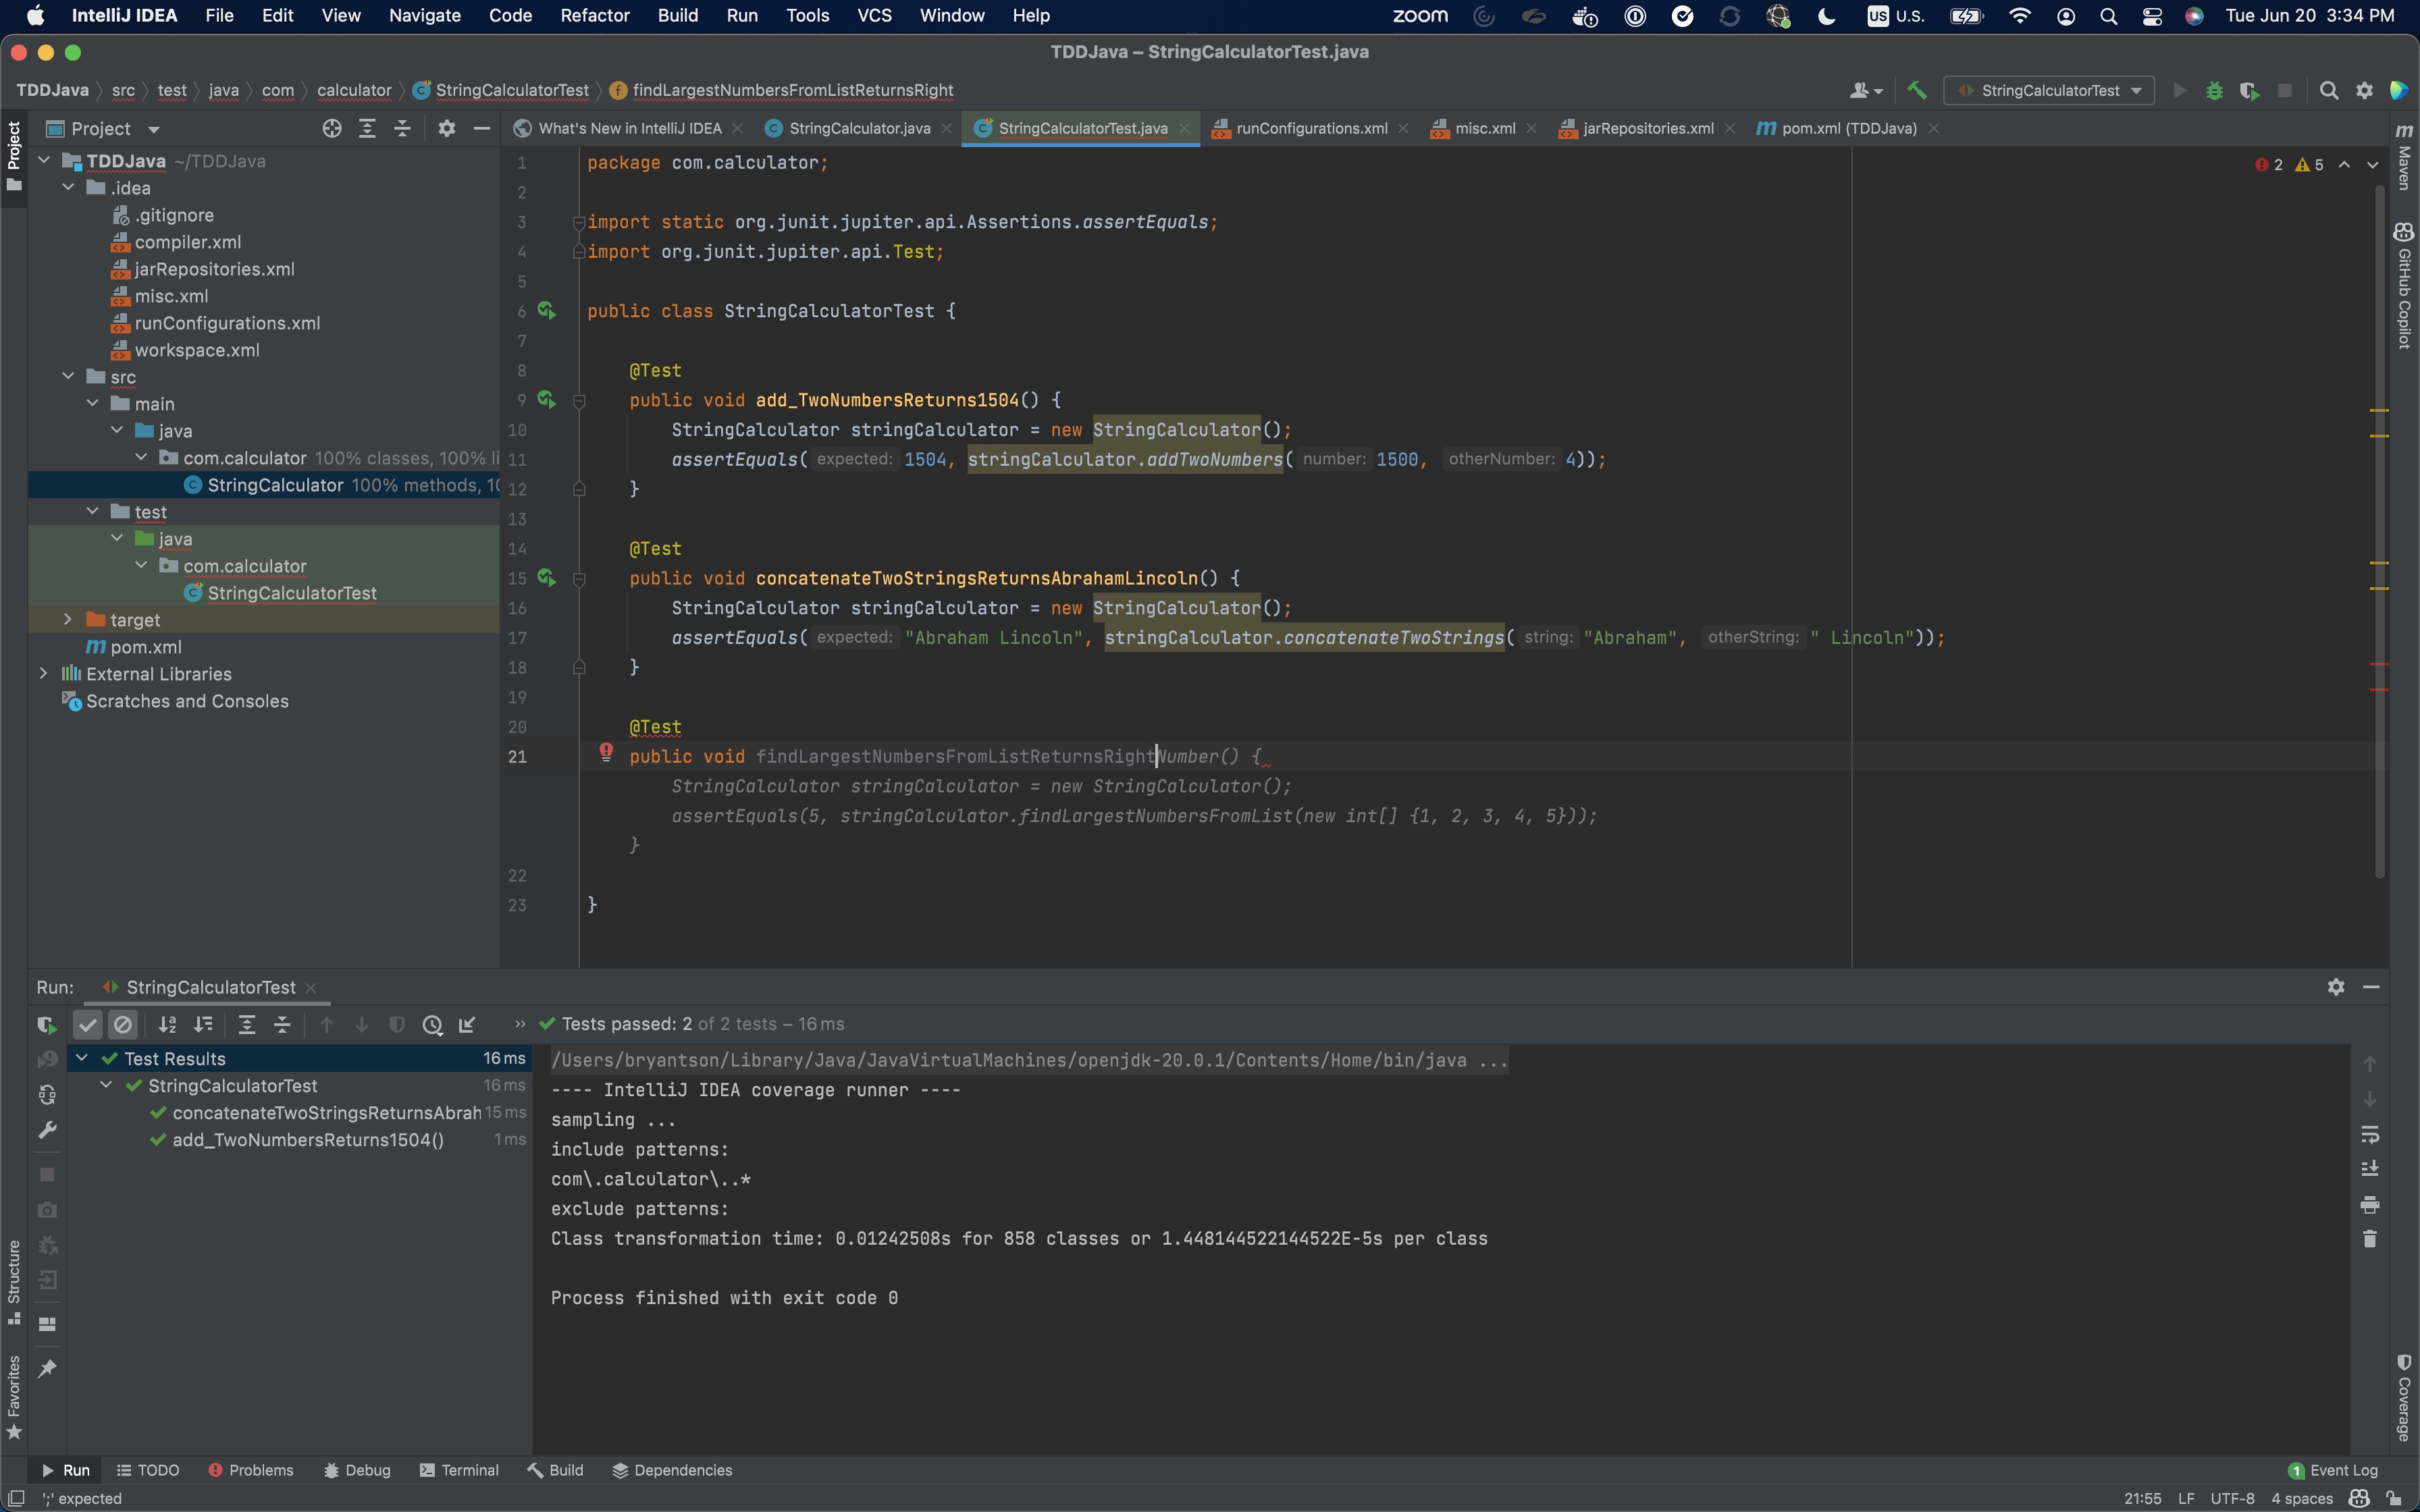 IntelliJ IDEA File Edit View Navigate Code Refactor Build Run Tools VCS Window Help zoom US U.S. Tue Jun 20 3:34 PM
TDDJava – StringCalculatorTest.java
TDDJava src test java com calculator StringCalculatorTest findLargestNumbersFromListReturnsRight StringCalculatorTest
Project What's New in IntelliJ IDEA StringCalculator.java StringCalculatorTest.java runConfigurations.xml misc.xml jarRepositories.xml pom.xml (TDDJava)
Project
TDDJava ~/TDDJava
.idea
.gitignore
compiler.xml
jarRepositories.xml
misc.xml
runConfigurations.xml
workspace.xml
src
main
java
com.calculator 100% classes, 100% li
StringCalculator 100% methods, 10
test
java
com.calculator
StringCalculatorTest
target
pom.xml
External Libraries
Scratches and Consoles
2 5
1 package com.calculator;
2
3 import static org.junit.jupiter.api.Assertions.assertEquals;
4 import org.junit.jupiter.api.Test;
5
6 public class StringCalculatorTest {
7
8 @Test
9 public void add_TwoNumbersReturns1504() {
10 StringCalculator stringCalculator = new StringCalculator();
11 assertEquals( expected: 1504, stringCalculator.addTwoNumbers( number: 1500, otherNumber: 4));
12 }
13
14 @Test
15 public void concatenateTwoStringsReturnsAbrahamLincoln() {
16 StringCalculator stringCalculator = new StringCalculator();
17 assertEquals( expected: "Abraham Lincoln", stringCalculator.concatenateTwoStrings( string: "Abraham", otherString: " Lincoln"));
18 }
19
20 @Test
21 public void findLargestNumbersFromListReturnsRightNumber() {
StringCalculator stringCalculator = new StringCalculator();
assertEquals(5, stringCalculator.findLargestNumbersFromList(new int[] {1, 2, 3, 4, 5}));
}
22
23 }
Maven
GitHub Copilot
Run: StringCalculatorTest
» Tests passed: 2 of 2 tests – 16 ms
Test Results 16 ms
StringCalculatorTest 16 ms
concatenateTwoStringsReturnsAbrah 15 ms
add_TwoNumbersReturns1504() 1 ms
/Users/bryantson/Library/Java/JavaVirtualMachines/openjdk-20.0.1/Contents/Home/bin/java ...
---- IntelliJ IDEA coverage runner ----
sampling ...
include patterns:
com\.calculator\..*
exclude patterns:
Class transformation time: 0.01242508s for 858 classes or 1.448144522144522E-5s per class
Process finished with exit code 0
Structure
Favorites
Coverage
Run TODO Problems Debug Terminal Build Dependencies 1 Event Log
';' expected 21:55 LF UTF-8 4 spaces